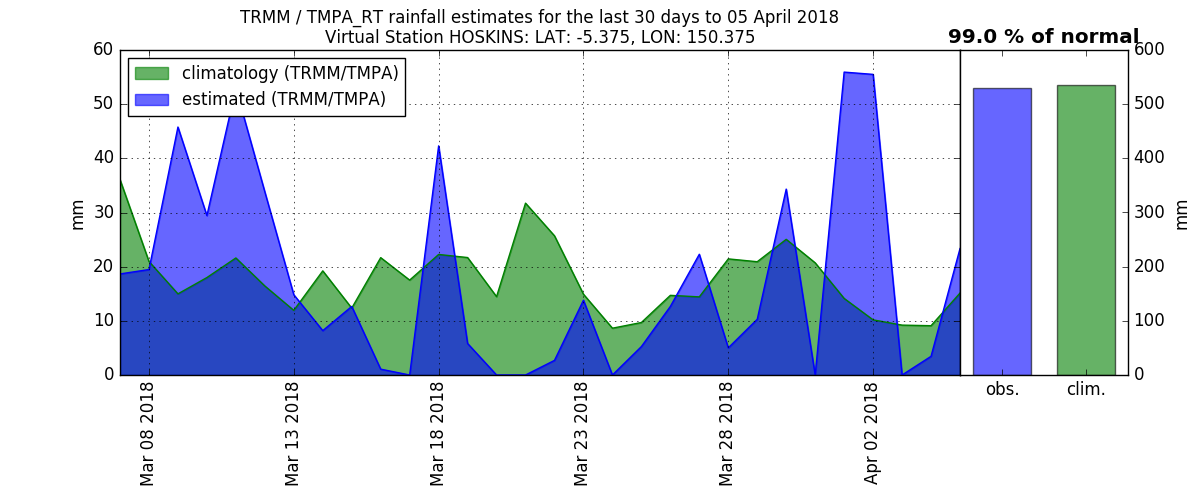 TRMM / TMPA_RT rainfall estimates for the last 30 days to 05 April 2018
Virtual Station HOSKINS: LAT: -5.375, LON: 150.375
99.0 % of normal
climatology (TRMM/TMPA)
estimated (TRMM/TMPA)
mm
60
50
40
30
20
10
0
Mar 08 2018
Mar 13 2018
Mar 18 2018
Mar 23 2018
Mar 28 2018
Apr 02 2018
obs.
clim.
600
500
400
300
200
100
0
mm